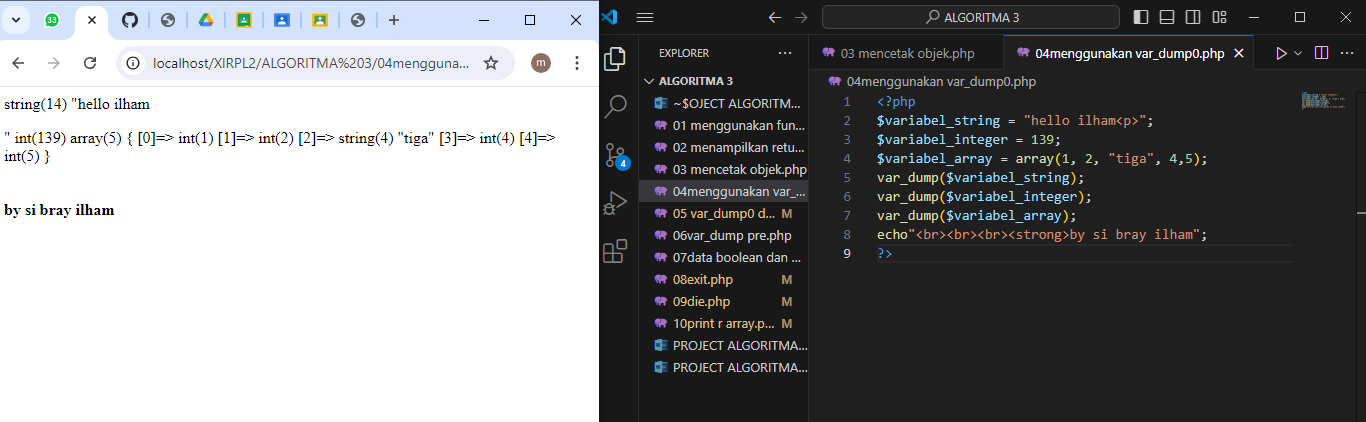 33
localhost/XIRPL2/ALGORITMA%203/04mengguna...
m
string(14) "hello ilham
" int(139) array(5) { [0]=> int(1) [1]=> int(2) [2]=> string(4) "tiga" [3]=> int(4) [4]=>
int(5) }
by si bray ilham
ALGORITMA 3
EXPLORER
ALGORITMA 3
~$OJECT ALGORITM...
01 menggunakan fun...
02 menampilkan retu...
03 mencetak objek.php
04menggunakan var_...
05 var_dump0 d... M
06var_dump pre.php
07data boolean dan ...
08exit.php M
09die.php M
10print r array.p... M
PROJECT ALGORITMA...
PROJECT ALGORITMA...
4
03 mencetak objek.php
04menggunakan var_dump0.php
04menggunakan var_dump0.php
1 <?php
2 $variabel_string = "hello ilham<p>";
3 $variabel_integer = 139;
4 $variabel_array = array(1, 2, "tiga", 4,5);
5 var_dump($variabel_string);
6 var_dump($variabel_integer);
7 var_dump($variabel_array);
8 echo"<br><br><br><strong>by si bray ilham";
9 ?>